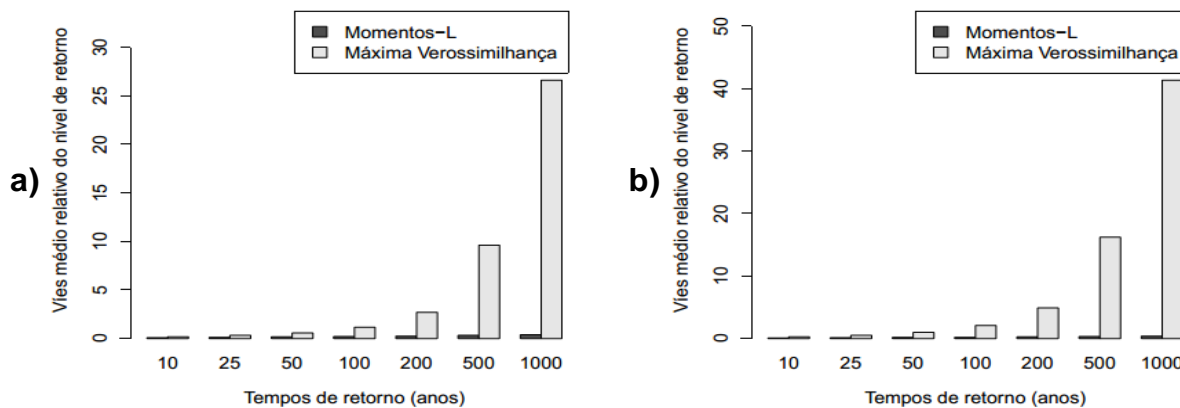 a)
Momentos−L
Máxima Verossimilhança
Viés médio relativo do nível de retorno
30
25
20
15
10
5
0
10 25 50 100 200 500 1000
Tempos de retorno (anos)
b)
Momentos−L
Máxima Verossimilhança
Viés médio relativo do nível de retorno
50
40
30
20
10
0
10 25 50 100 200 500 1000
Tempos de retorno (anos)